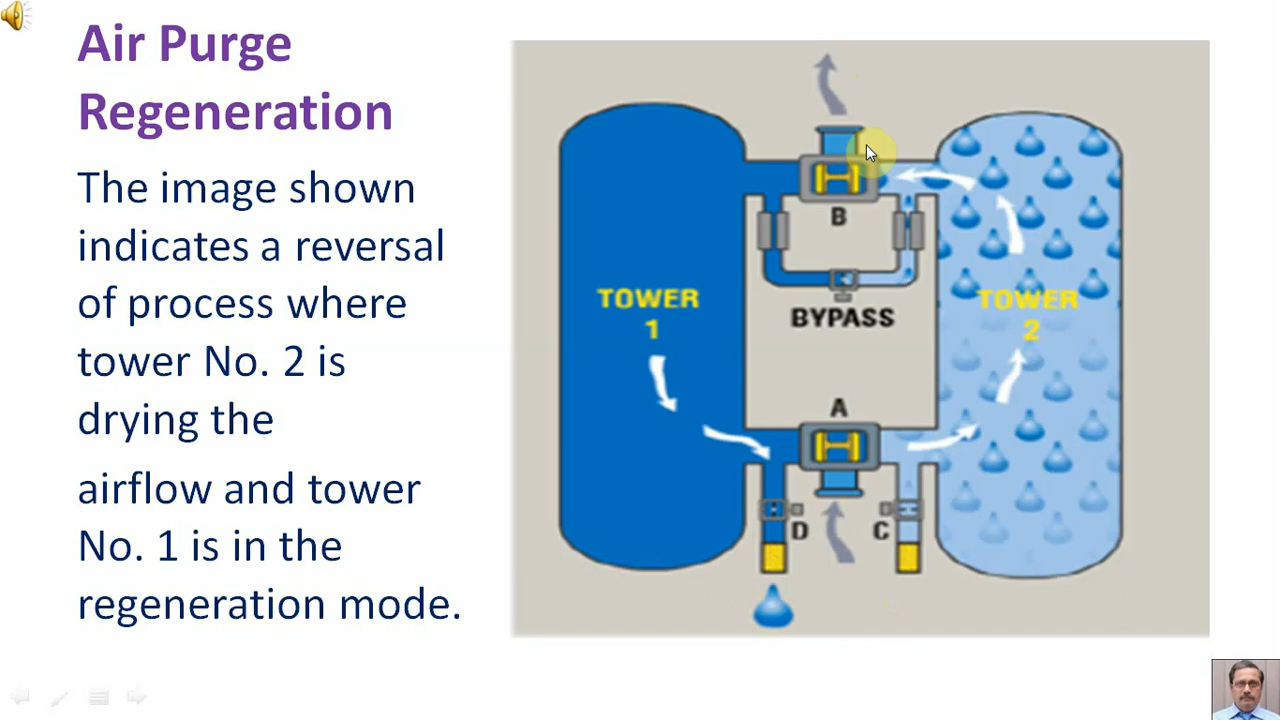 Air Purge
Regeneration
The image shown
indicates a reversal
of process where
tower No. 2 is
drying the
airflow and tower
No. 1 is in the
regeneration mode.
B
TOWER
1
BYPASS
TOWER
2
A
D
C